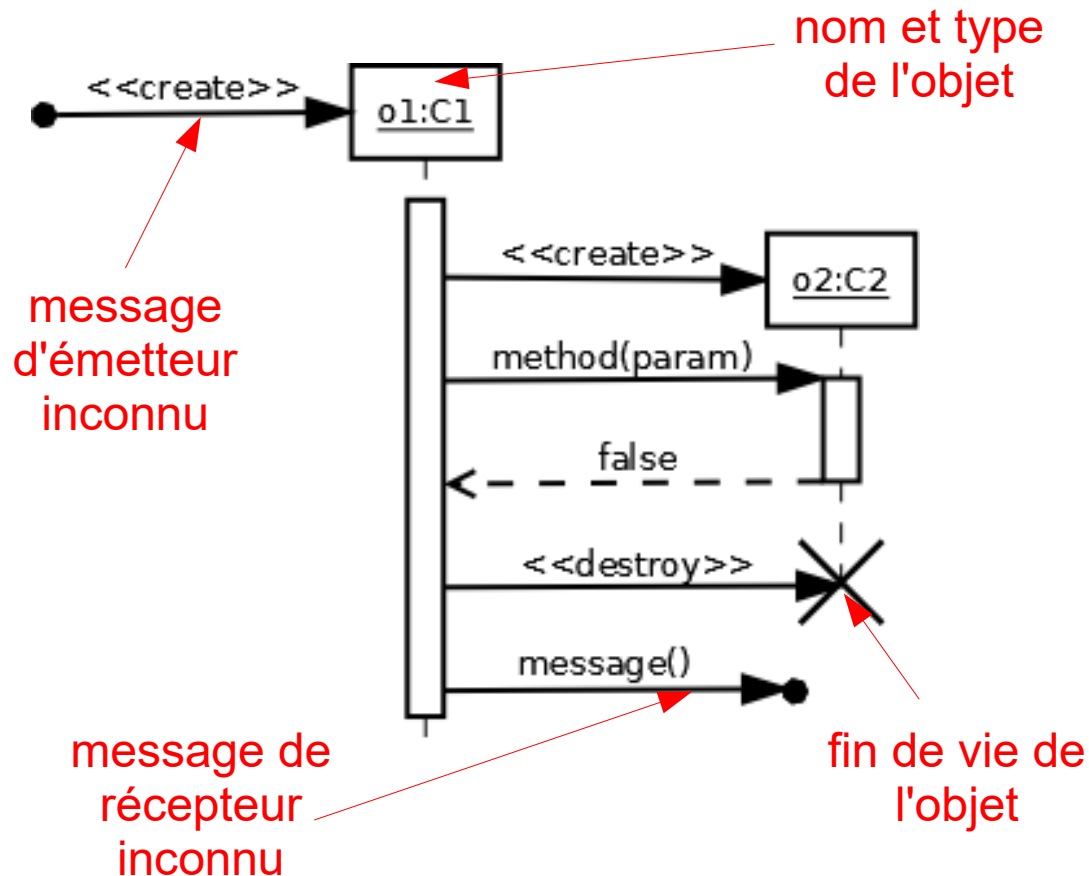 nom et type
de l'objet
<<create>>
o1:C1
<<create>>
o2:C2
message
d'émetteur
inconnu
method(param)
false
<<destroy>>
message()
message de
récepteur
inconnu
fin de vie de
l'objet